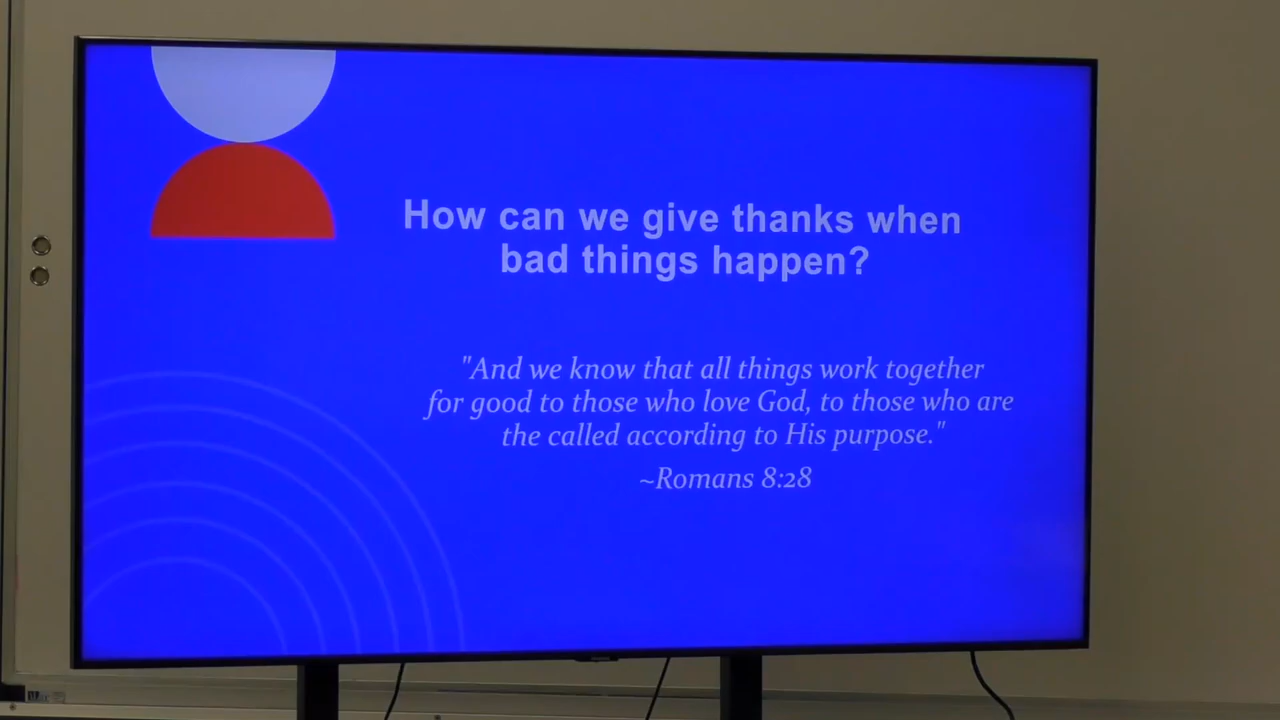 How can we give thanks when
bad things happen?
"And we know that all things work together
for good to those who love God, to those who are
the called according to His purpose."
~Romans 8:28